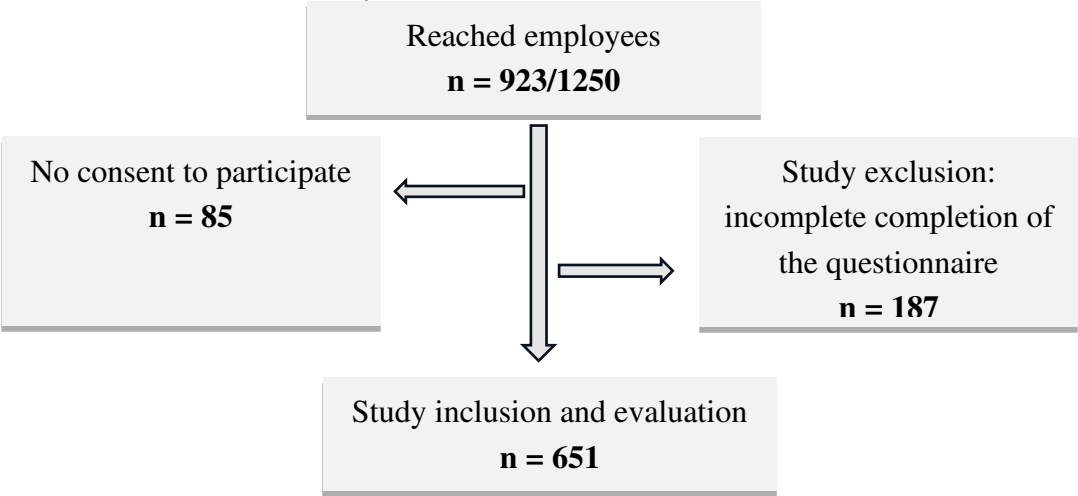 Reached employees
n = 923/1250
No consent to participate
n = 85
Study exclusion:
incomplete completion of
the questionnaire
n = 187
Study inclusion and evaluation
n = 651